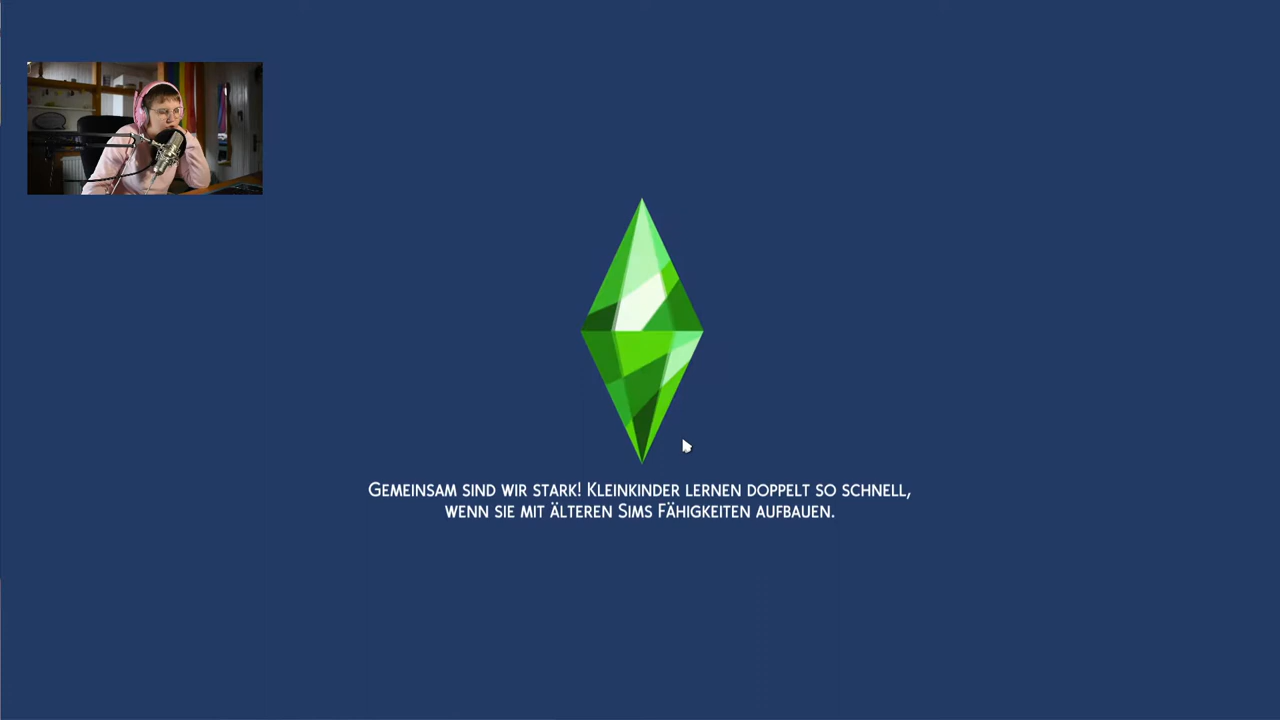 Gemeinsam sind wir stark! Kleinkinder lernen doppelt so schnell,
wenn sie mit älteren Sims Fähigkeiten aufbauen.